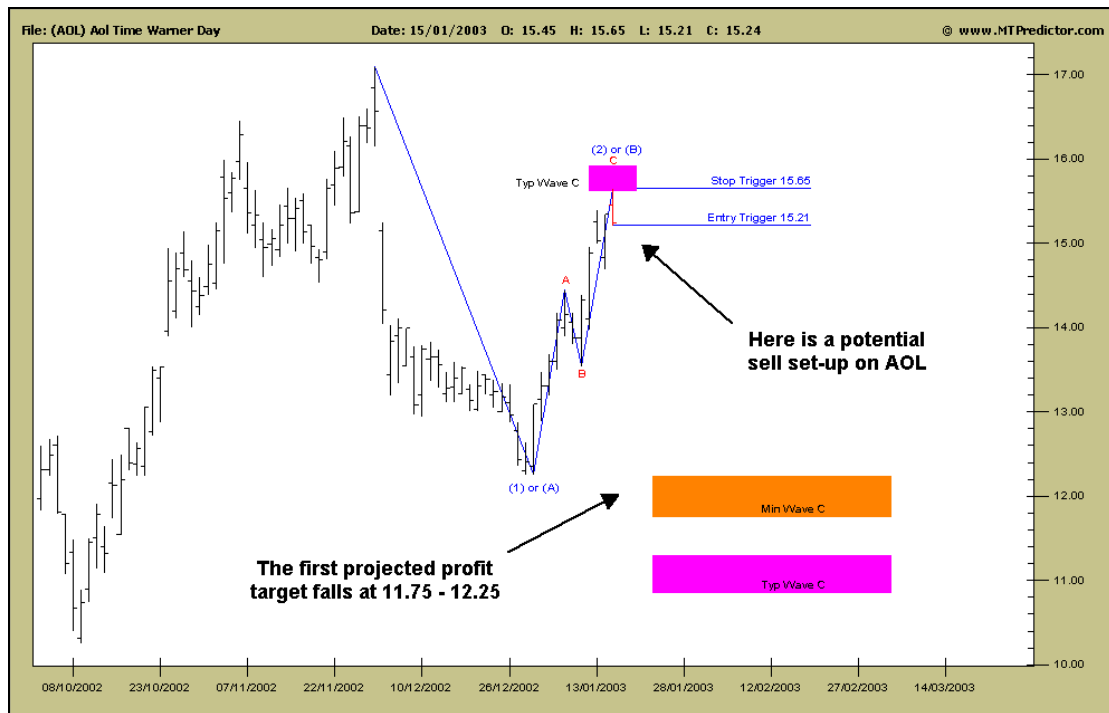 File: (AOL) Aol Time Warner Day Date: 15/01/2003 O: 15.45 H: 15.65 L: 15.21 C: 15.24 @ www.MTPredictor.com
17.00
(2) or (B)
16.00
C
Typ Wave C
Stop Trigger 15.65
Entry Trigger 15.21
15.00
A
14.00
Here is a potential
sell set-up on AOL
B
13.00
(1) or (A)
12.00
Min Wave C
The first projected profit
target falls at 11.75 - 12.25
11.00
Typ Wave C
10.00
08/10/2002 23/10/2002 07/11/2002 22/11/2002 10/12/2002 26/12/2002 13/01/2003 28/01/2003 12/02/2003 27/02/2003 14/03/2003